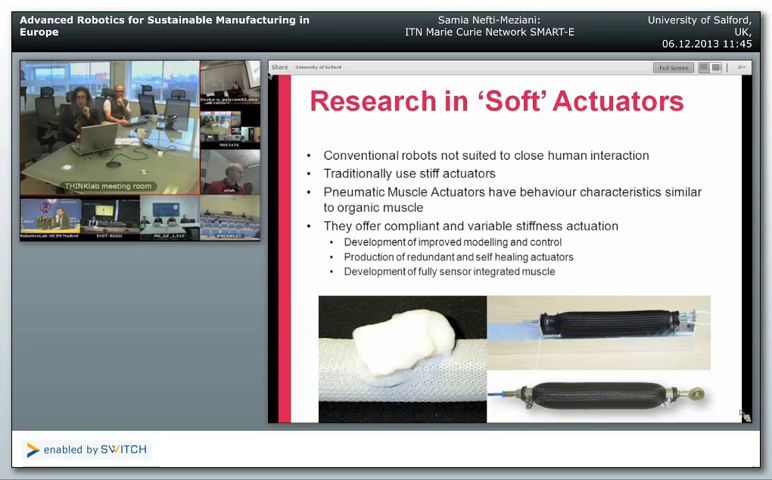 Advanced Robotics for Sustainable Manufacturing in
Europe
Samia Nefti-Meziani:
ITN Marie Curie Network SMART-E
University of Salford,
UK,
06.12.2013 11:45
Share
University of Salford
Full Screen
THINKlab meeting room
Research in ‘Soft’ Actuators
• Conventional robots not suited to close human interaction
• Traditionally use stiff actuators
• Pneumatic Muscle Actuators have behaviour characteristics similar
to organic muscle
• They offer compliant and variable stiffness actuation
• Development of improved modelling and control
• Production of redundant and self healing actuators
• Development of fully sensor integrated muscle
enabled by SWITCH